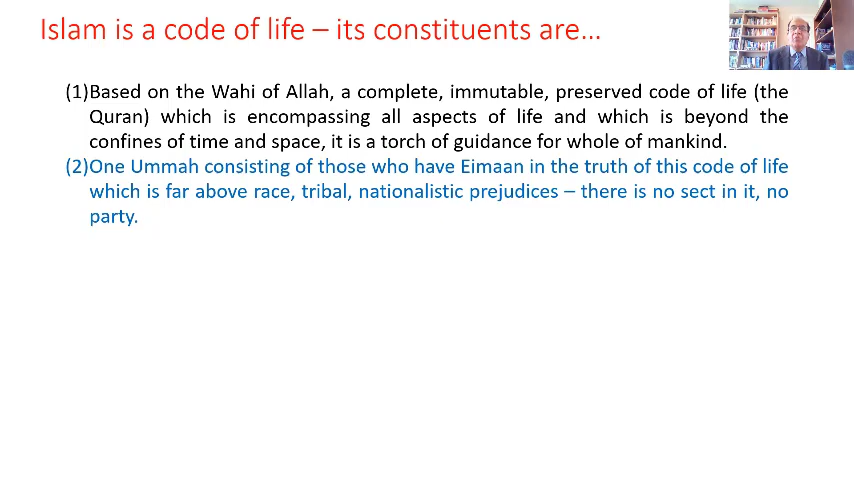 Islam is a code of life – its constituents are…
(1)Based on the Wahi of Allah, a complete, immutable, preserved code of life (the
Quran) which is encompassing all aspects of life and which is beyond the
confines of time and space, it is a torch of guidance for whole of mankind.
(2)One Ummah consisting of those who have Eimaan in the truth of this code of life
which is far above race, tribal, nationalistic prejudices – there is no sect in it, no
party.